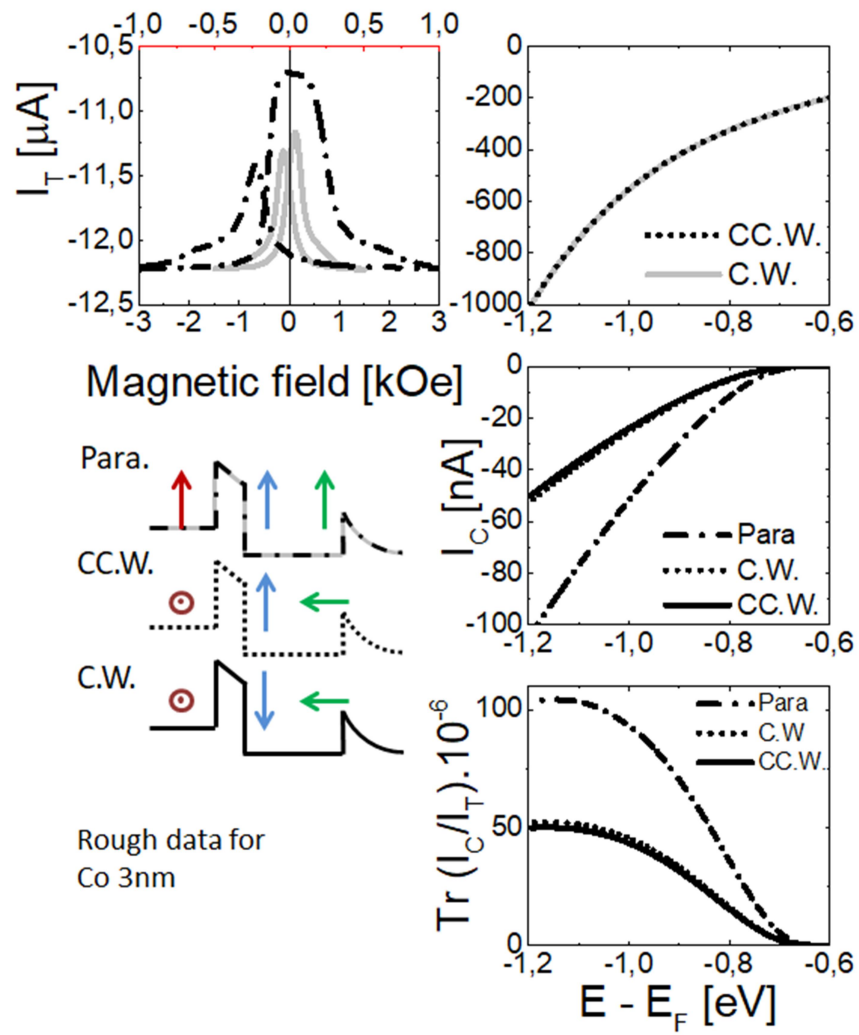 -1,0 -0,5 0,0 0,5 1,0
-10,5
-11,0
-11,5
-12,0
-12,5
I_T [µA]
-3 -2 -1 0 1 2 3
Magnetic field [kOe]
0
-200
-400
-600
-800
-1000
CC.W.
C.W.
-1,2 -1,0 -0,8 -0,6
Para.
CC.W.
C.W.
Rough data for
Co 3nm
0
-20
-40
-60
-80
-100
I_C [nA]
Para
C.W.
CC.W.
-1,2 -1,0 -0,8 -0,6
100
50
0
Tr (I_C/I_T).10^-6
Para
C.W
CC.W.
-1,2 -1,0 -0,8 -0,6
E - E_F [eV]